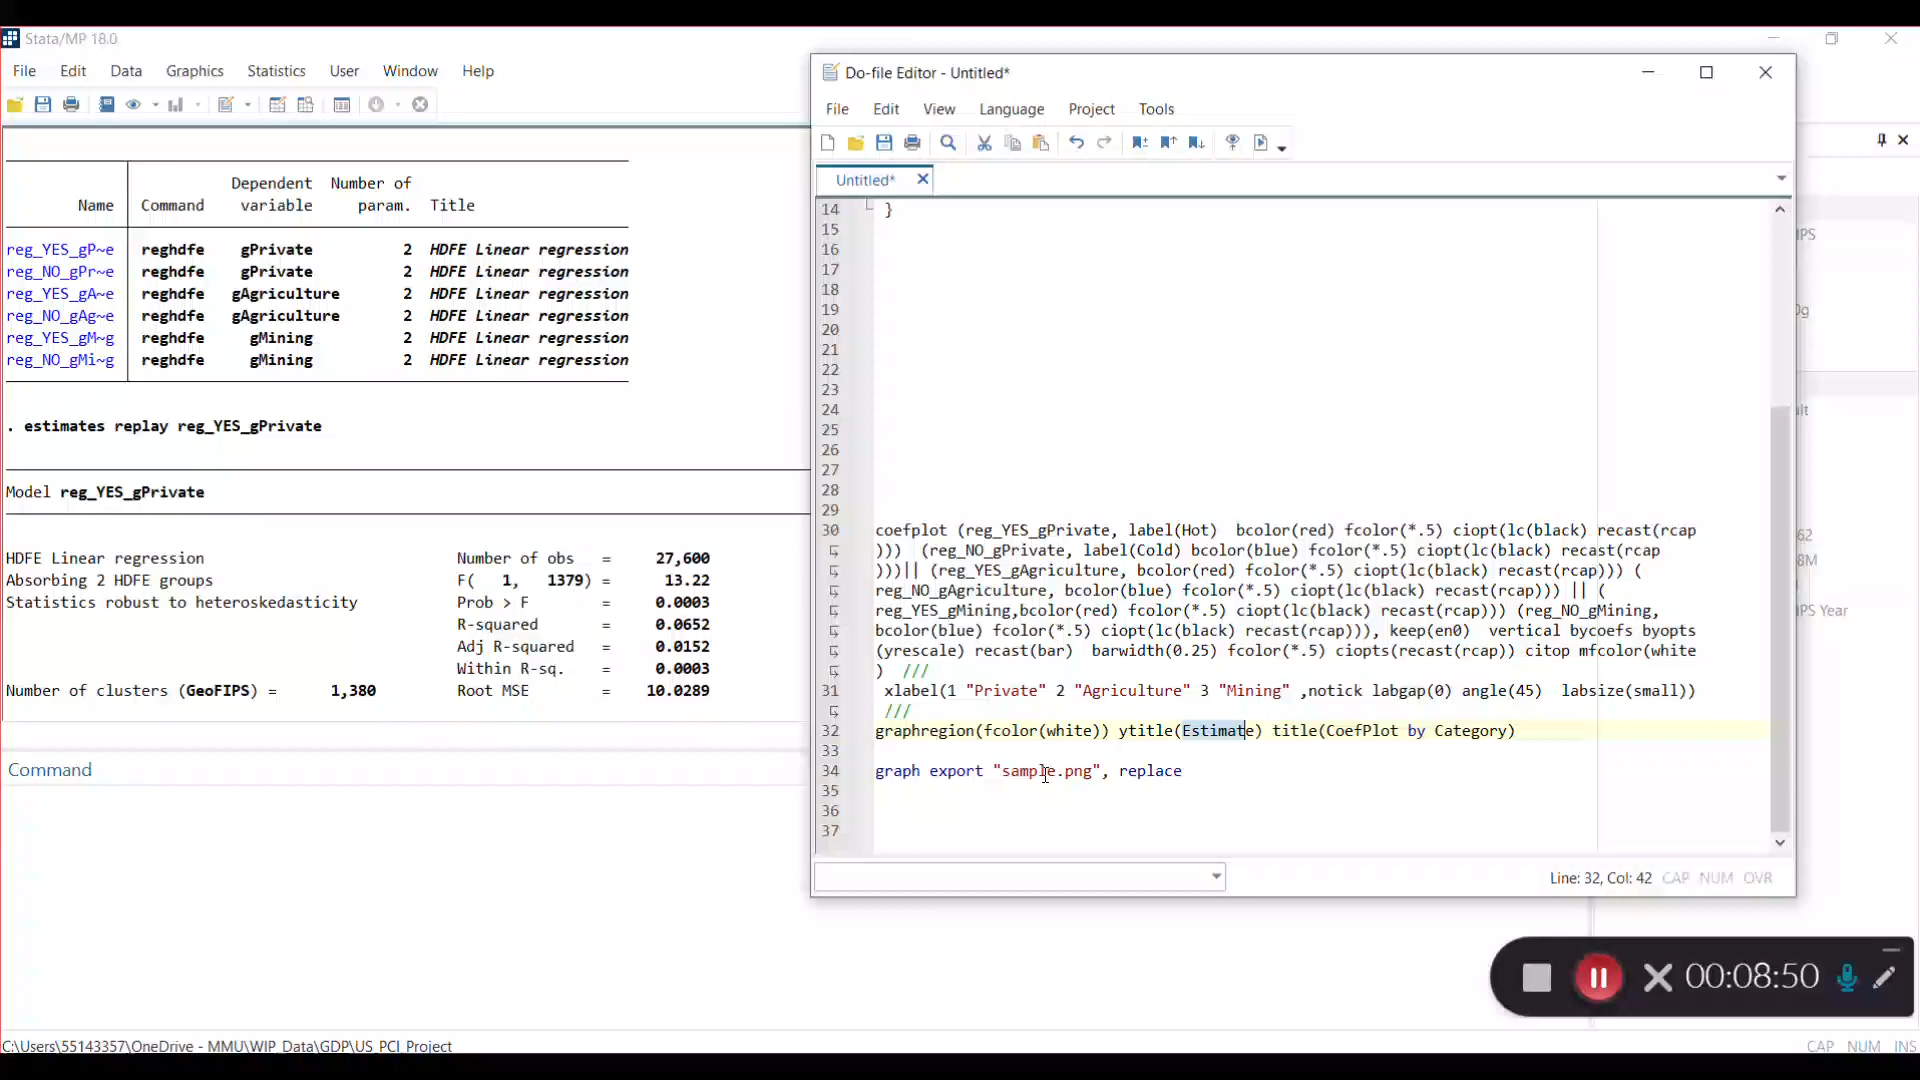 Stata/MP 18.0
File Edit Data Graphics Statistics User Window Help
Name Command Dependent variable Number of param. Title
reg_YES_gP~e reghdfe gPrivate 2 HDFE Linear regression
reg_NO_gPr~e reghdfe gPrivate 2 HDFE Linear regression
reg_YES_gA~e reghdfe gAgriculture 2 HDFE Linear regression
reg_NO_gAg~e reghdfe gAgriculture 2 HDFE Linear regression
reg_YES_gM~g reghdfe gMining 2 HDFE Linear regression
reg_NO_gMi~g reghdfe gMining 2 HDFE Linear regression
. estimates replay reg_YES_gPrivate
Model reg_YES_gPrivate
HDFE Linear regression Number of obs = 27,600
Absorbing 2 HDFE groups F( 1, 1379) = 13.22
Statistics robust to heteroskedasticity Prob > F = 0.0003
R-squared = 0.0652
Adj R-squared = 0.0152
Within R-sq. = 0.0003
Number of clusters (GeoFIPS) = 1,380 Root MSE = 10.0289
Command
C:\Users\55143357\OneDrive - MMU\WIP_Data\GDP\US_PCI_Project
CAP NUM INS
Do-file Editor - Untitled*
File Edit View Language Project Tools
Untitled*
14 }
15
16
17
18
19
20
21
22
23
24
25
26
27
28
29
30 coefplot (reg_YES_gPrivate, label(Hot) bcolor(red) fcolor(*.5) ciopt(lc(black) recast(rcap
))) (reg_NO_gPrivate, label(Cold) bcolor(blue) fcolor(*.5) ciopt(lc(black) recast(rcap
)))|| (reg_YES_gAgriculture, bcolor(red) fcolor(*.5) ciopt(lc(black) recast(rcap))) (
reg_NO_gAgriculture, bcolor(blue) fcolor(*.5) ciopt(lc(black) recast(rcap))) || (
reg_YES_gMining,bcolor(red) fcolor(*.5) ciopt(lc(black) recast(rcap))) (reg_NO_gMining,
bcolor(blue) fcolor(*.5) ciopt(lc(black) recast(rcap))), keep(en0) vertical bycoefs byopts
(yrescale) recast(bar) barwidth(0.25) fcolor(*.5) ciopts(recast(rcap)) citop mfcolor(white
) ///
31 xlabel(1 "Private" 2 "Agriculture" 3 "Mining" ,notick labgap(0) angle(45) labsize(small))
///
32 graphregion(fcolor(white)) ytitle(Estimate) title(CoefPlot by Category)
33
34 graph export "sample.png", replace
35
36
37
Line: 32, Col: 42 CAP NUM OVR
IPS
0g
ult
62
8M
IPS Year
00:08:50